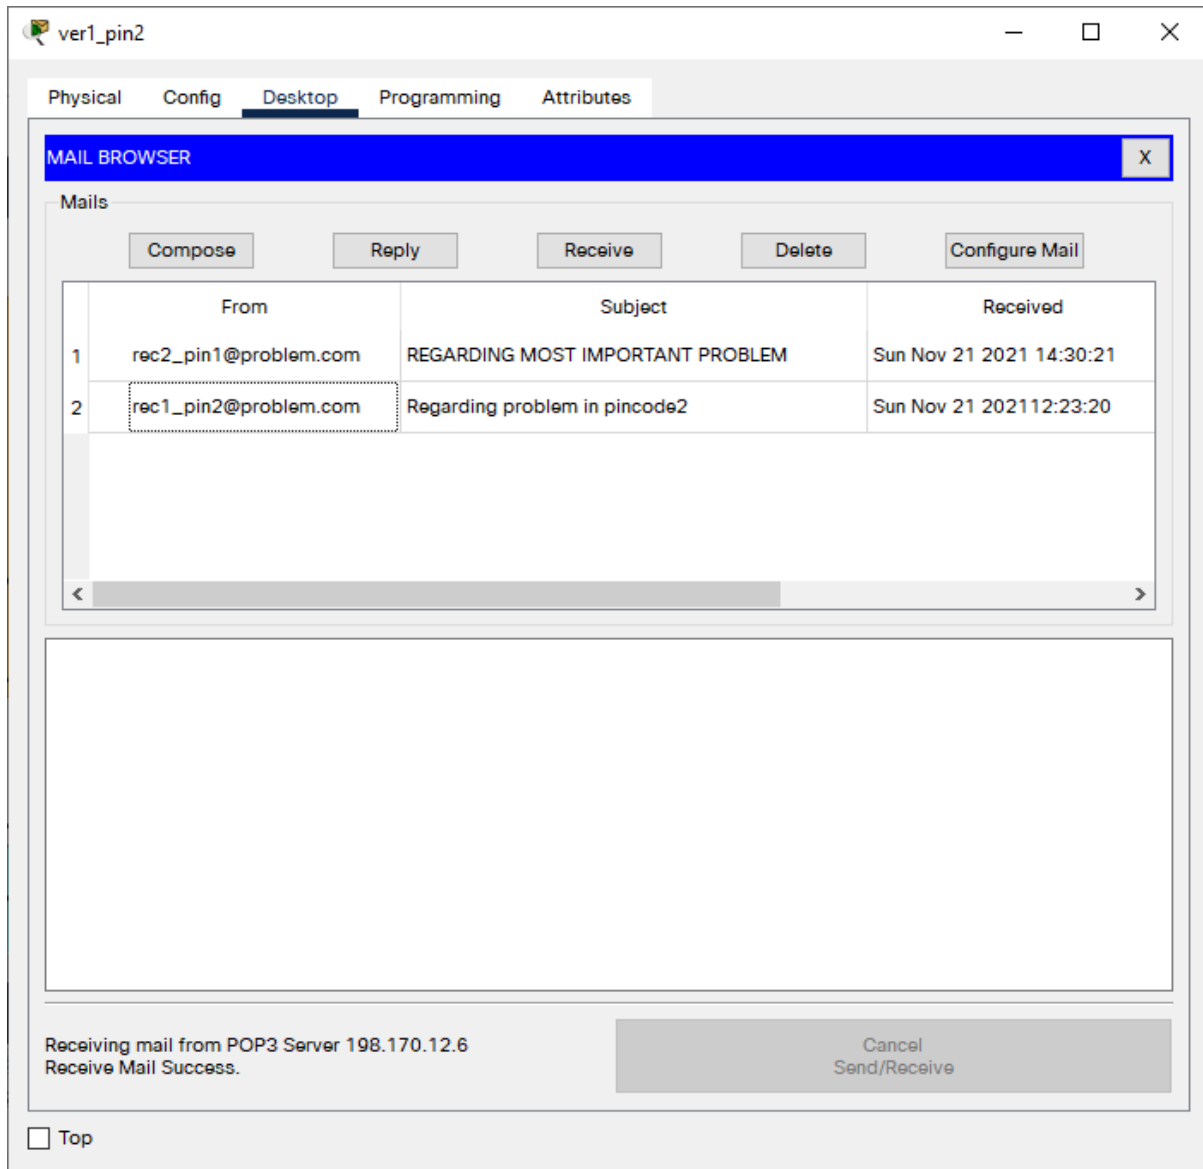 ver1_pin2
Physical Config Desktop Programming Attributes
MAIL BROWSER X
Mails
Compose Reply Receive Delete Configure Mail
From Subject Received
1 rec2_pin1@problem.com REGARDING MOST IMPORTANT PROBLEM Sun Nov 21 2021 14:30:21
2 rec1_pin2@problem.com Regarding problem in pincode2 Sun Nov 21 202112:23:20
Receiving mail from POP3 Server 198.170.12.6
Receive Mail Success.
Cancel
Send/Receive
Top